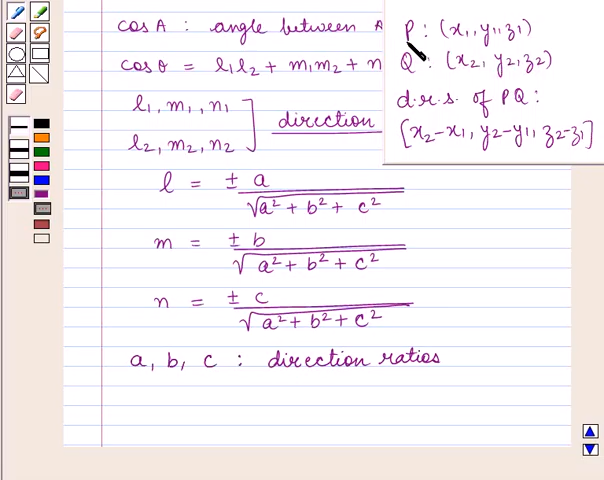 cos A : angle between A
cos θ = l₁l₂ + m₁m₂ + n
l₁, m₁, n₁
l₂, m₂, n₂ ] direction
l = ± a / √a² + b² + c²
m = ± b / √a² + b² + c²
n = ± c / √a² + b² + c²
a, b, c : direction ratios
P : (x₁, y₁, z₁)
Q : (x₂, y₂, z₂)
d.r.s of PQ :
[x₂-x₁, y₂-y₁, z₂-z₁]